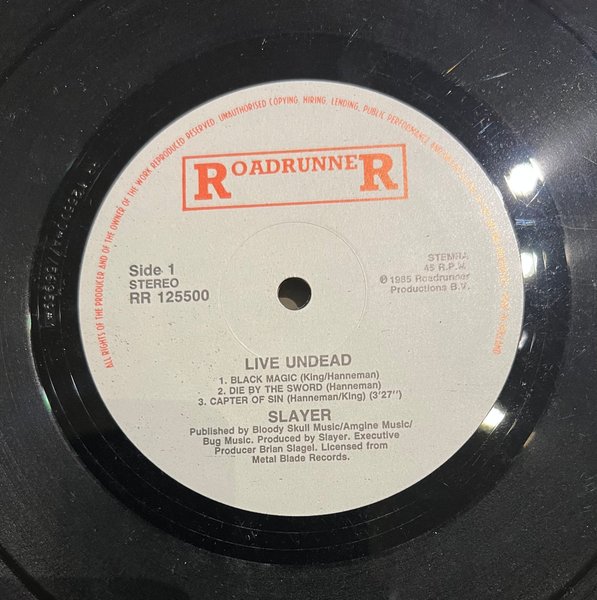 ALL RIGHTS OF THE PRODUCER AND OF THE OWNER OF THE WORK REPRODUCED RESERVED. UNAUTHORISED COPYING, HIRING, LENDING, PUBLIC PERFORMANCE AND
ROADRUNNER
Side 1
STEREO
RR 125500
STEMRA
45 R.P.M.
℗ 1985 Roadrunner
Productions B.V.
LIVE UNDEAD
1. BLACK MAGIC (King/Hanneman)
2. DIE BY THE SWORD (Hanneman)
3. CAPTER OF SIN (Hanneman/King) (3'27'')
SLAYER
Published by Bloody Skull Music/Amgine Music/
Bug Music. Produced by Slayer. Executive
Producer Brian Slagel. Licensed from
Metal Blade Records.